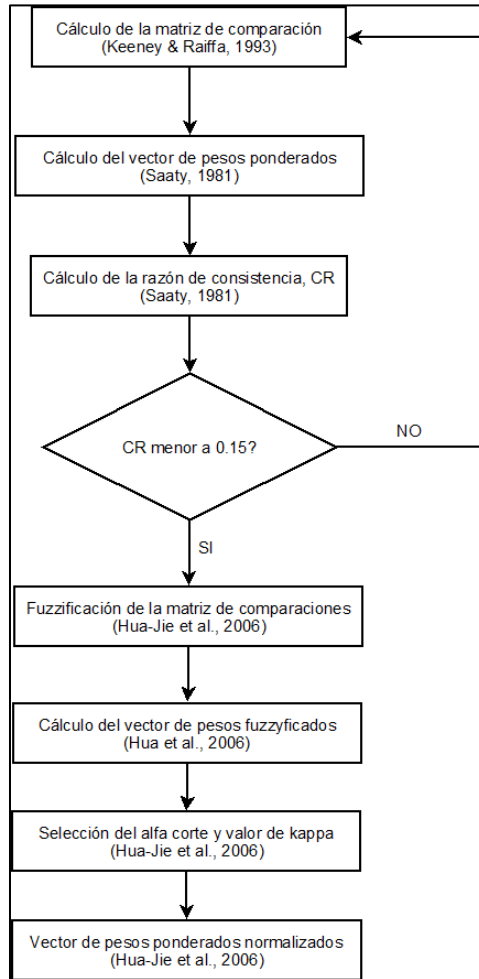 Cálculo de la matriz de comparación
(Keeney & Raiffa, 1993)
Cálculo del vector de pesos ponderados
(Saaty, 1981)
Cálculo de la razón de consistencia, CR
(Saaty, 1981)
CR menor a 0.15?
NO
SI
Fuzzificación de la matriz de comparaciones
(Hua-Jie et al., 2006)
Cálculo del vector de pesos fuzzyficados
(Hua et al., 2006)
Selección del alfa corte y valor de kappa
(Hua-Jie et al., 2006)
Vector de pesos ponderados normalizados
(Hua-Jie et al., 2006)